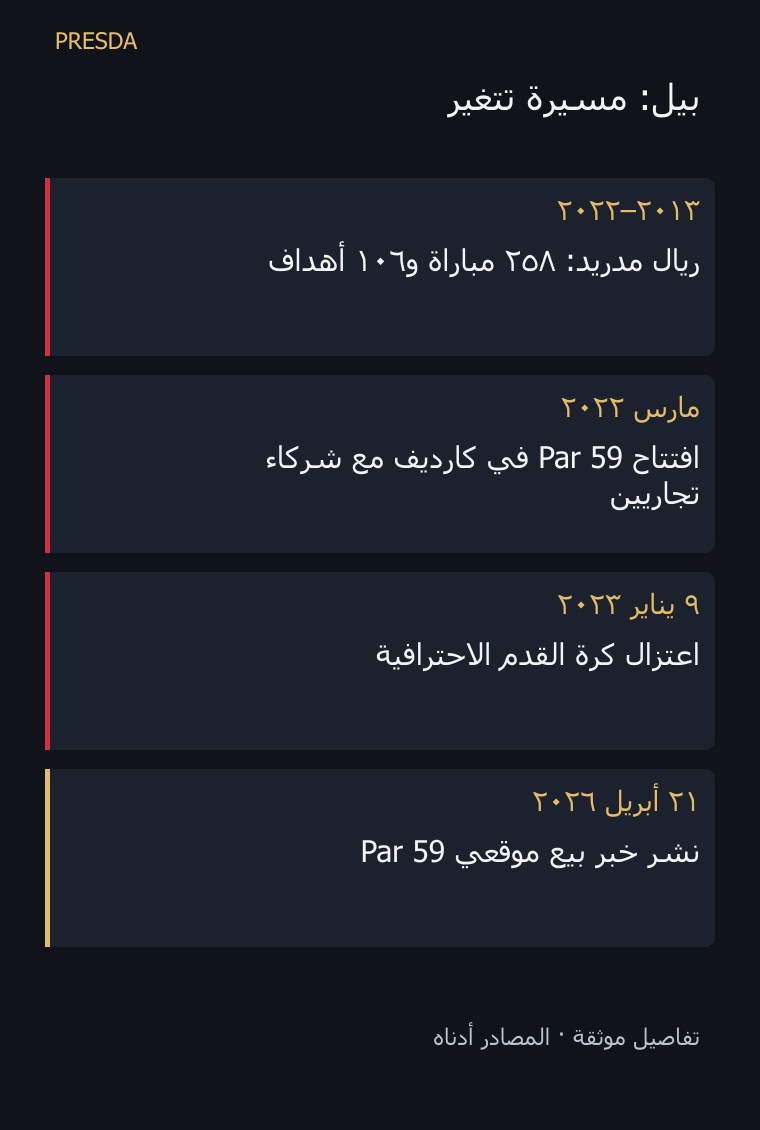 PRESDA
بيل: مسيرة تتغير
٢٠١٣–٢٠٢٢
ريال مدريد: ٢٥٨ مباراة و١٠٦ أهداف
مارس ٢٠٢٢
افتتاح Par 59 في كارديف مع شركاء
تجاريين
٩ يناير ٢٠٢٣
اعتزال كرة القدم الاحترافية
٢١ أبريل ٢٠٢٦
نشر خبر بيع موقعي Par 59
تفاصيل موثقة · المصادر أدناه